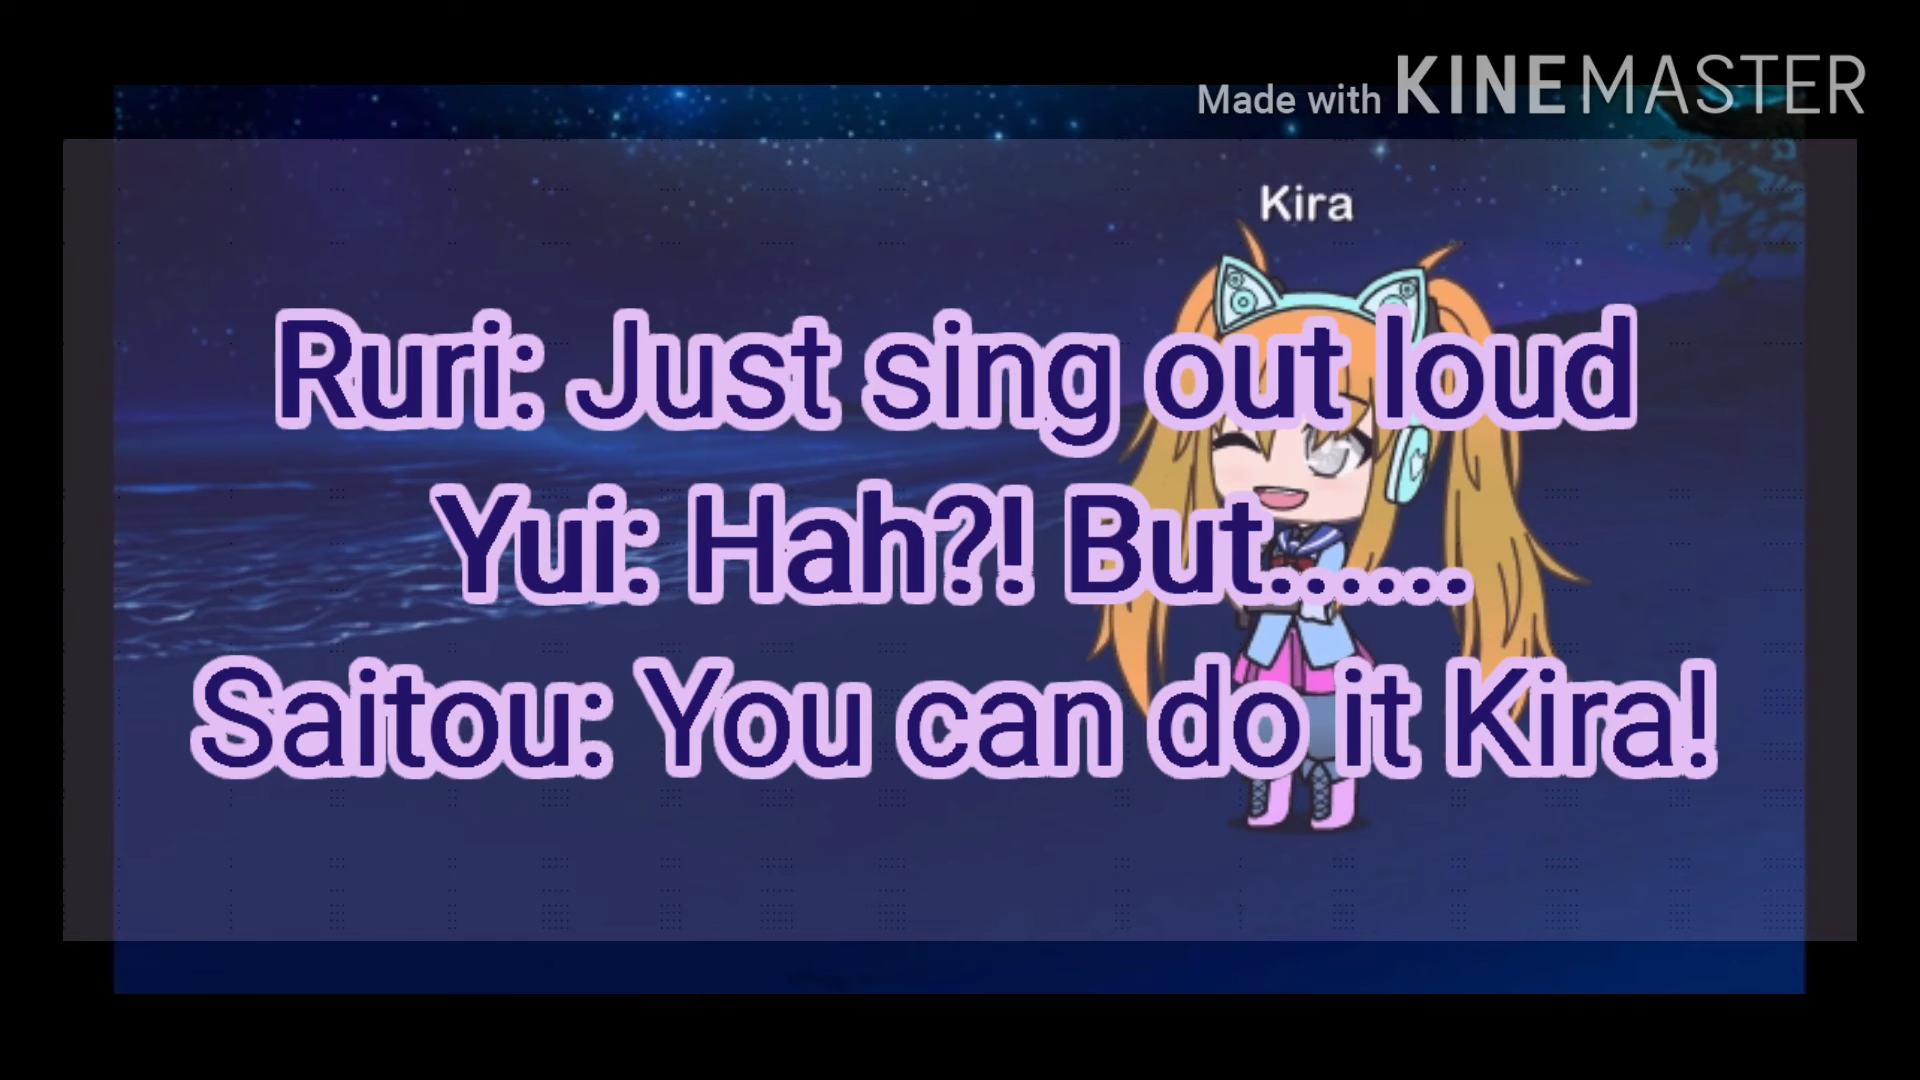 Made with KINEMASTER
Kira
Ruri: Just sing out loud
Yui: Hah?! But......
Saitou: You can do it Kira!